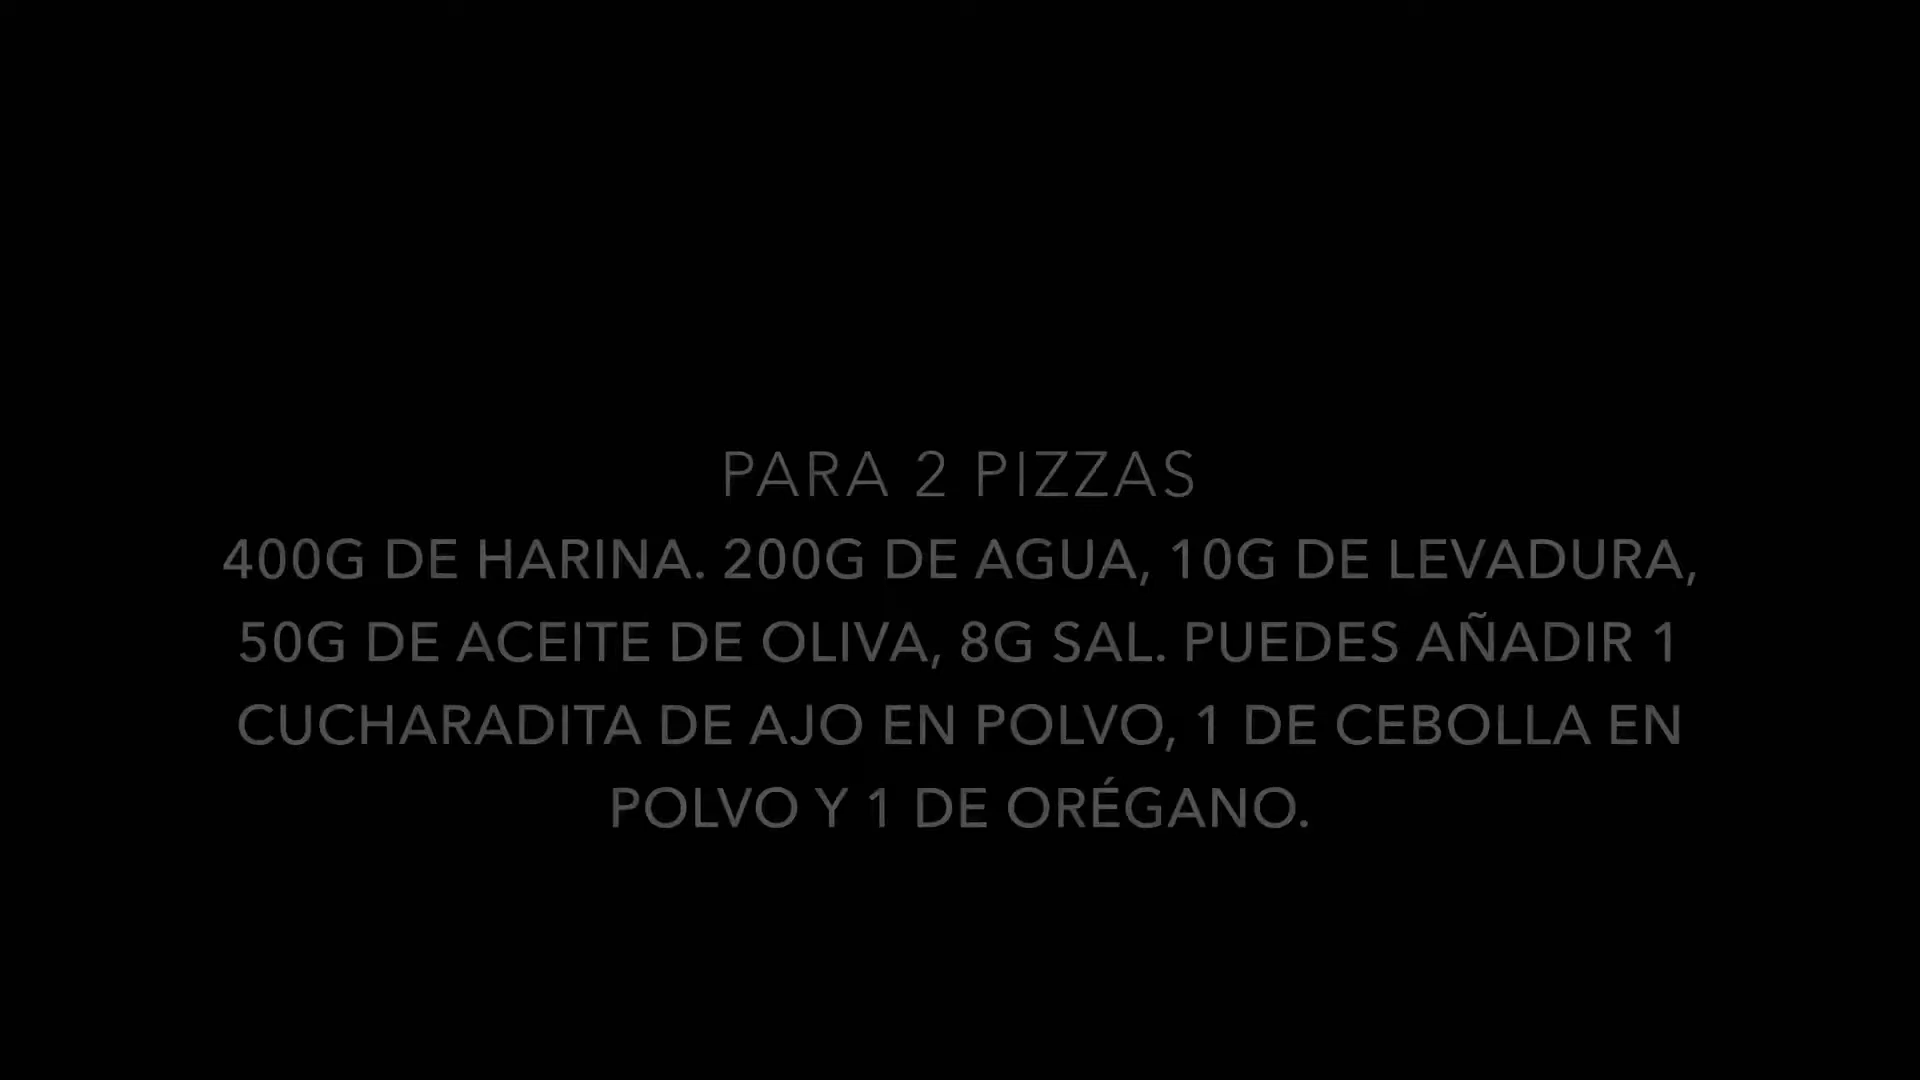 PARA 2 PIZZAS
400G DE HARINA. 200G DE AGUA, 10G DE LEVADURA,
50G DE ACEITE DE OLIVA, 8G SAL. PUEDES AÑADIR 1
CUCHARADITA DE AJO EN POLVO, 1 DE CEBOLLA EN
POLVO Y 1 DE ORÉGANO.